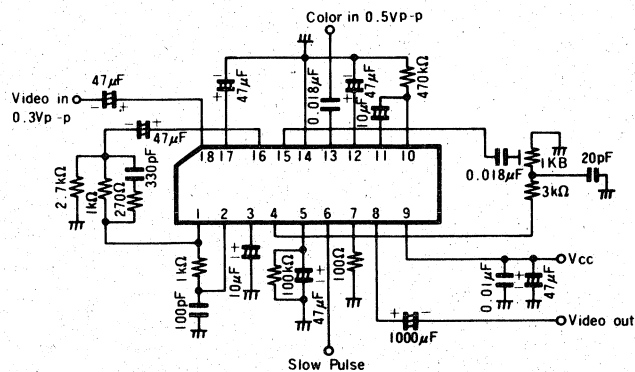 Color in 0.5Vp-p
47µF
Video in
0.3Vp-p
47µF
47µF
0.018µF
47µF
10µF
470kΩ
2.7kΩ
1kΩ
270Ω
330pF
18 17 16 15 14 13 12 11 10
0.018µF
1KB
20pF
3kΩ
1 2 3 4 5 6 7 8 9
1kΩ
100pF
10µF
100kΩ
47µF
100Ω
Vcc
0.01µF
47µF
1000µF
Video out
Slow Pulse